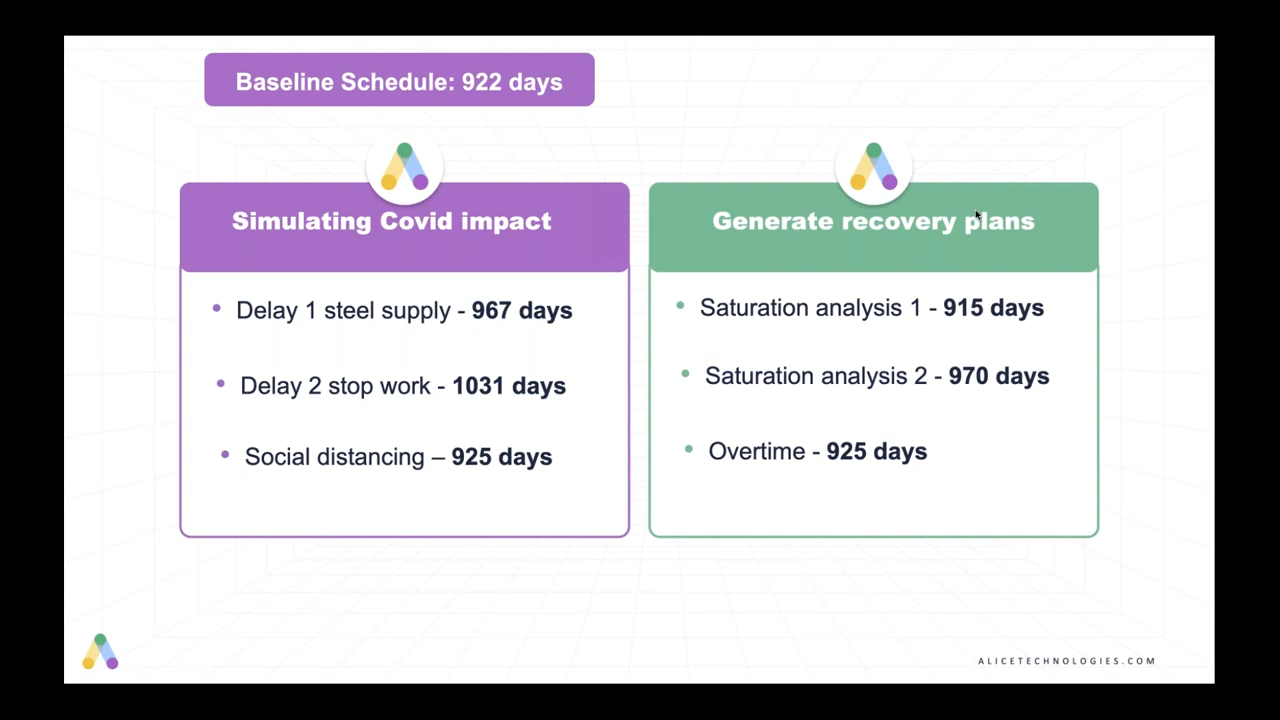 Baseline Schedule: 922 days
Simulating Covid impact
Delay 1 steel supply - 967 days
Delay 2 stop work - 1031 days
Social distancing – 925 days
Generate recovery plans
Saturation analysis 1 - 915 days
Saturation analysis 2 - 970 days
Overtime - 925 days
ALICETECHNOLOGIES.COM